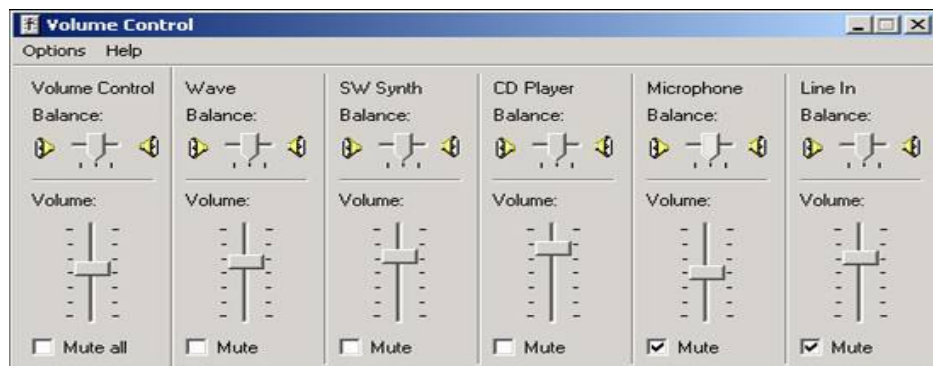 Volume Control
Options Help
Volume Control Wave SW Synth CD Player Microphone Line In
Balance: Balance: Balance: Balance: Balance: Balance:
Volume: Volume: Volume: Volume: Volume: Volume:
Mute all Mute Mute Mute Mute Mute